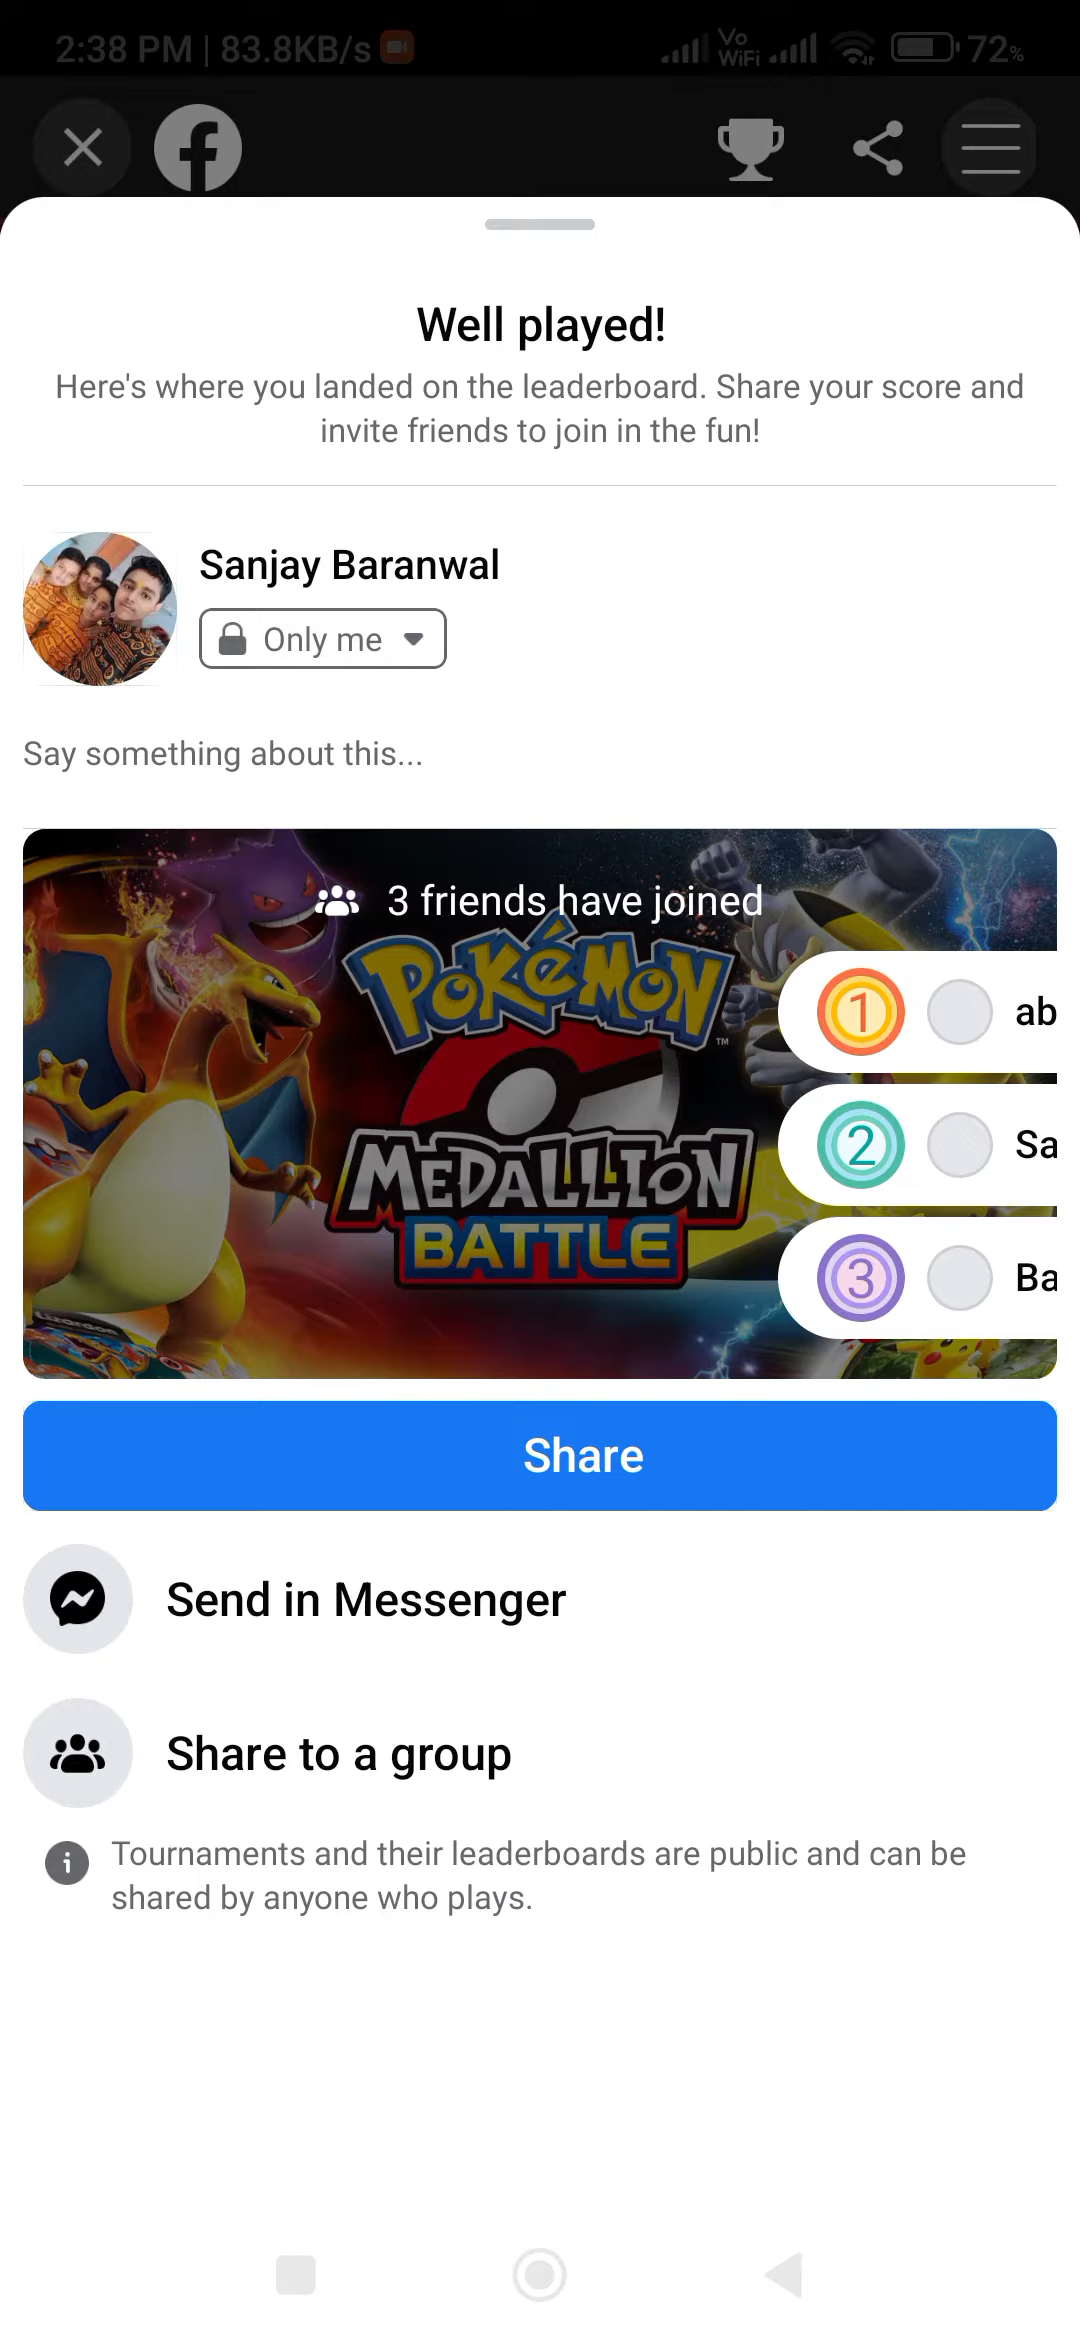 2:38 PM | 83.8KB/s
Vo
WiFi
72%
Well played!
Here's where you landed on the leaderboard. Share your score and
invite friends to join in the fun!
Sanjay Baranwal
Only me
Say something about this...
3 friends have joined
POKéMON
TM
MEDALLION
BATTLE
1 ab
2 Sa
3 Ba
Share
Send in Messenger
Share to a group
Tournaments and their leaderboards are public and can be
shared by anyone who plays.